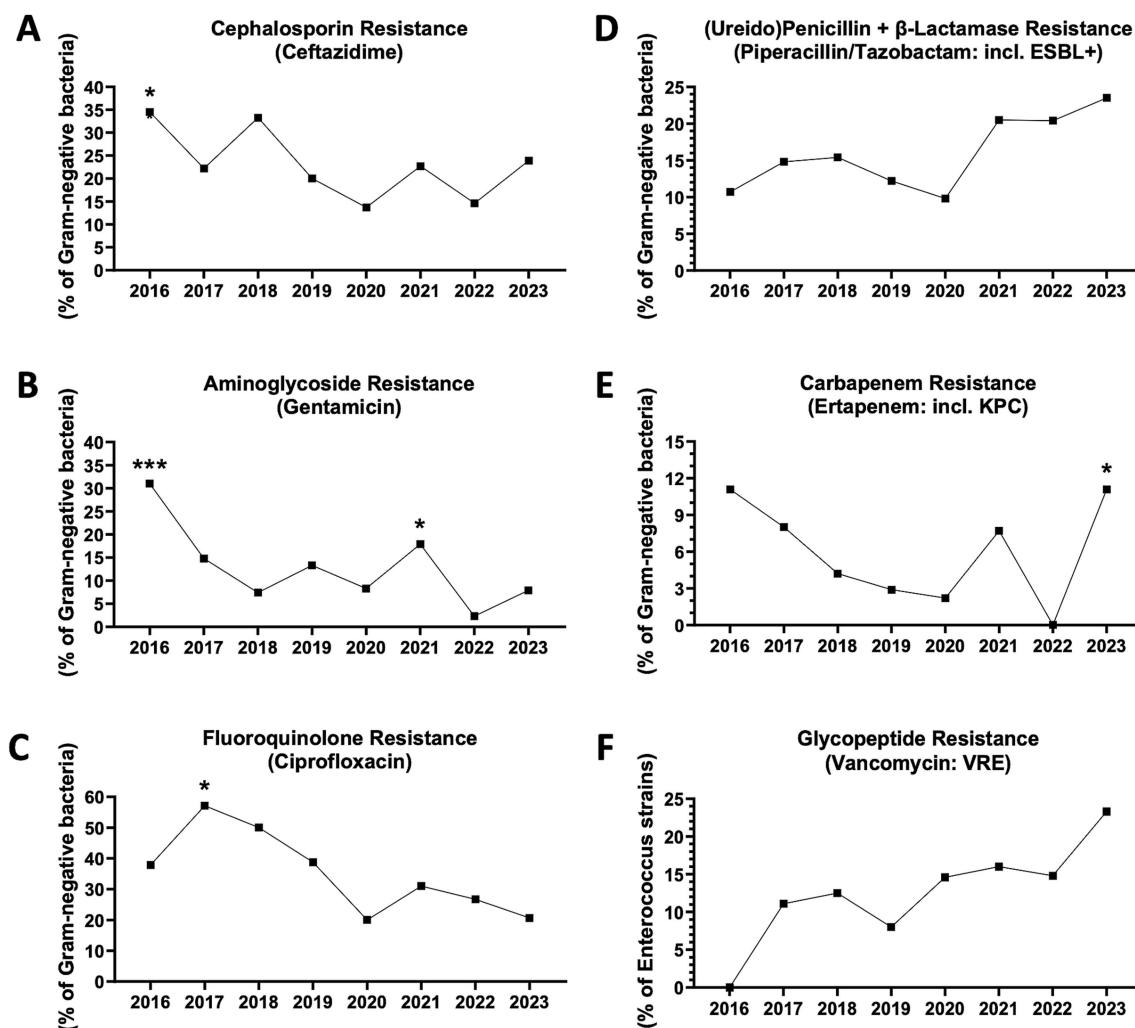 A
Cephalosporin Resistance
(Ceftazidime)
(% of Gram-negative bacteria)
40
35
30
25
20
15
10
5
0
*
*
2016 2017 2018 2019 2020 2021 2022 2023
B
Aminoglycoside Resistance
(Gentamicin)
(% of Gram-negative bacteria)
40
35
30
25
20
15
10
5
0
***
*
2016 2017 2018 2019 2020 2021 2022 2023
C
Fluoroquinolone Resistance
(Ciprofloxacin)
(% of Gram-negative bacteria)
60
50
40
30
20
10
0
*
2016 2017 2018 2019 2020 2021 2022 2023
D
(Ureido)Penicillin + β-Lactamase Resistance
(Piperacillin/Tazobactam: incl. ESBL+)
(% of Gram-negative bacteria)
25
20
15
10
5
0
2016 2017 2018 2019 2020 2021 2022 2023
E
Carbapenem Resistance
(Ertapenem: incl. KPC)
(% of Gram-negative bacteria)
15
12
9
6
3
0
*
2016 2017 2018 2019 2020 2021 2022 2023
F
Glycopeptide Resistance
(Vancomycin: VRE)
(% of Enterococcus strains)
25
20
15
10
5
0
2016 2017 2018 2019 2020 2021 2022 2023